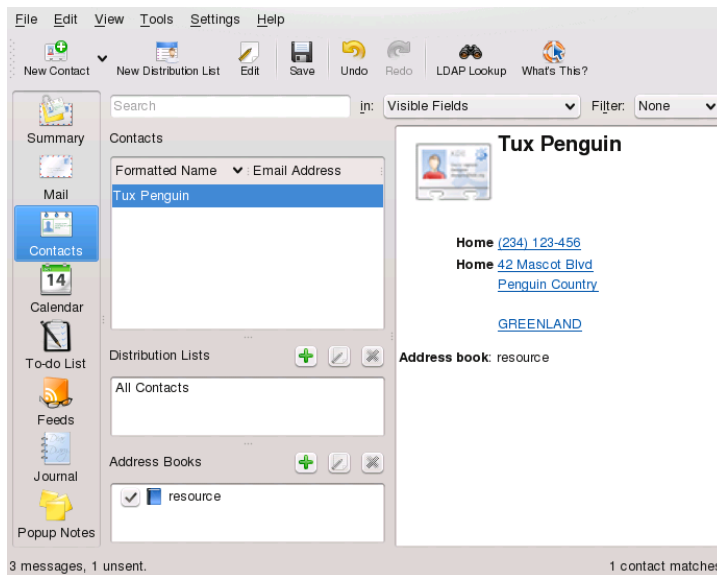 File Edit View Tools Settings Help
New Contact New Distribution List Edit Save Undo Redo LDAP Lookup What's This?
Search in: Visible Fields Filter: None
Summary
Mail
Contacts
14
Calendar
To-do List
Feeds
Journal
Popup Notes
Contacts
Formatted Name Email Address
Tux Penguin
Distribution Lists
All Contacts
Address Books
resource
Tux Penguin
Home (234) 123-456
Home 42 Mascot Blvd
Penguin Country
GREENLAND
Address book: resource
3 messages, 1 unsent.
1 contact matches